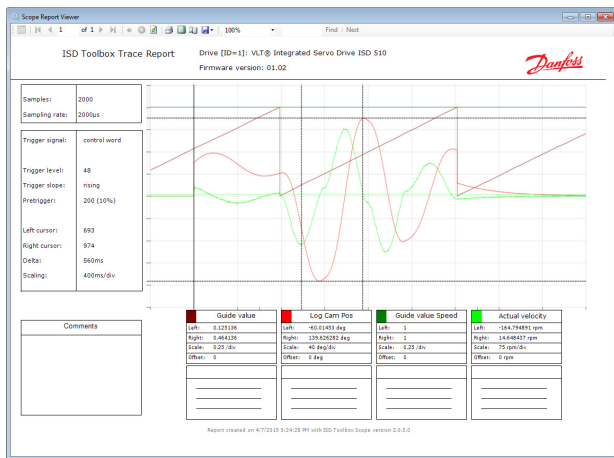 Scope Report Viewer
1 of 1 100% Find | Next
ISD Toolbox Trace Report
Drive [ID=1]: VLT® Integrated Servo Drive ISD 510
Firmware version: 01.02
Danfoss
Samples: 2000
Sampling rate: 2000µs
Trigger signal: control word
Trigger level: 48
Trigger slope: rising
Pretrigger: 200 (10%)
Left cursor: 693
Right cursor: 974
Delta: 560ms
Scaling: 400ms/div
Comments
Guide value
Left: 0.125136
Right: 0.464136
Scale: 0.25 /div
Offset: 0
Log Cam Pos
Left: -60.01453 deg
Right: 139.626282 deg
Scale: 40 deg/div
Offset: 0 deg
Guide value Speed
Left: 1
Right: 1
Scale: 0.25 /div
Offset: 0
Actual velocity
Left: -164.794891 rpm
Right: 14.648437 rpm
Scale: 75 rpm/div
Offset: 0 rpm
Report created on 4/7/2015 5:24:28 PM with ISD Toolbox Scope version 2.0.0.0